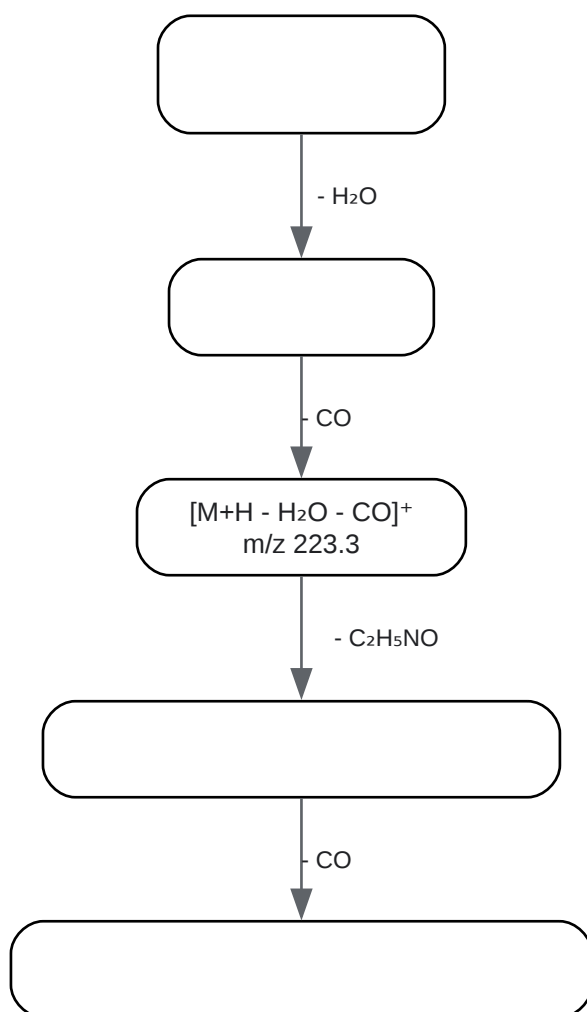 - H₂O
- CO
[M+H - H₂O - CO]⁺
m/z 223.3
- C₂H₅NO
- CO